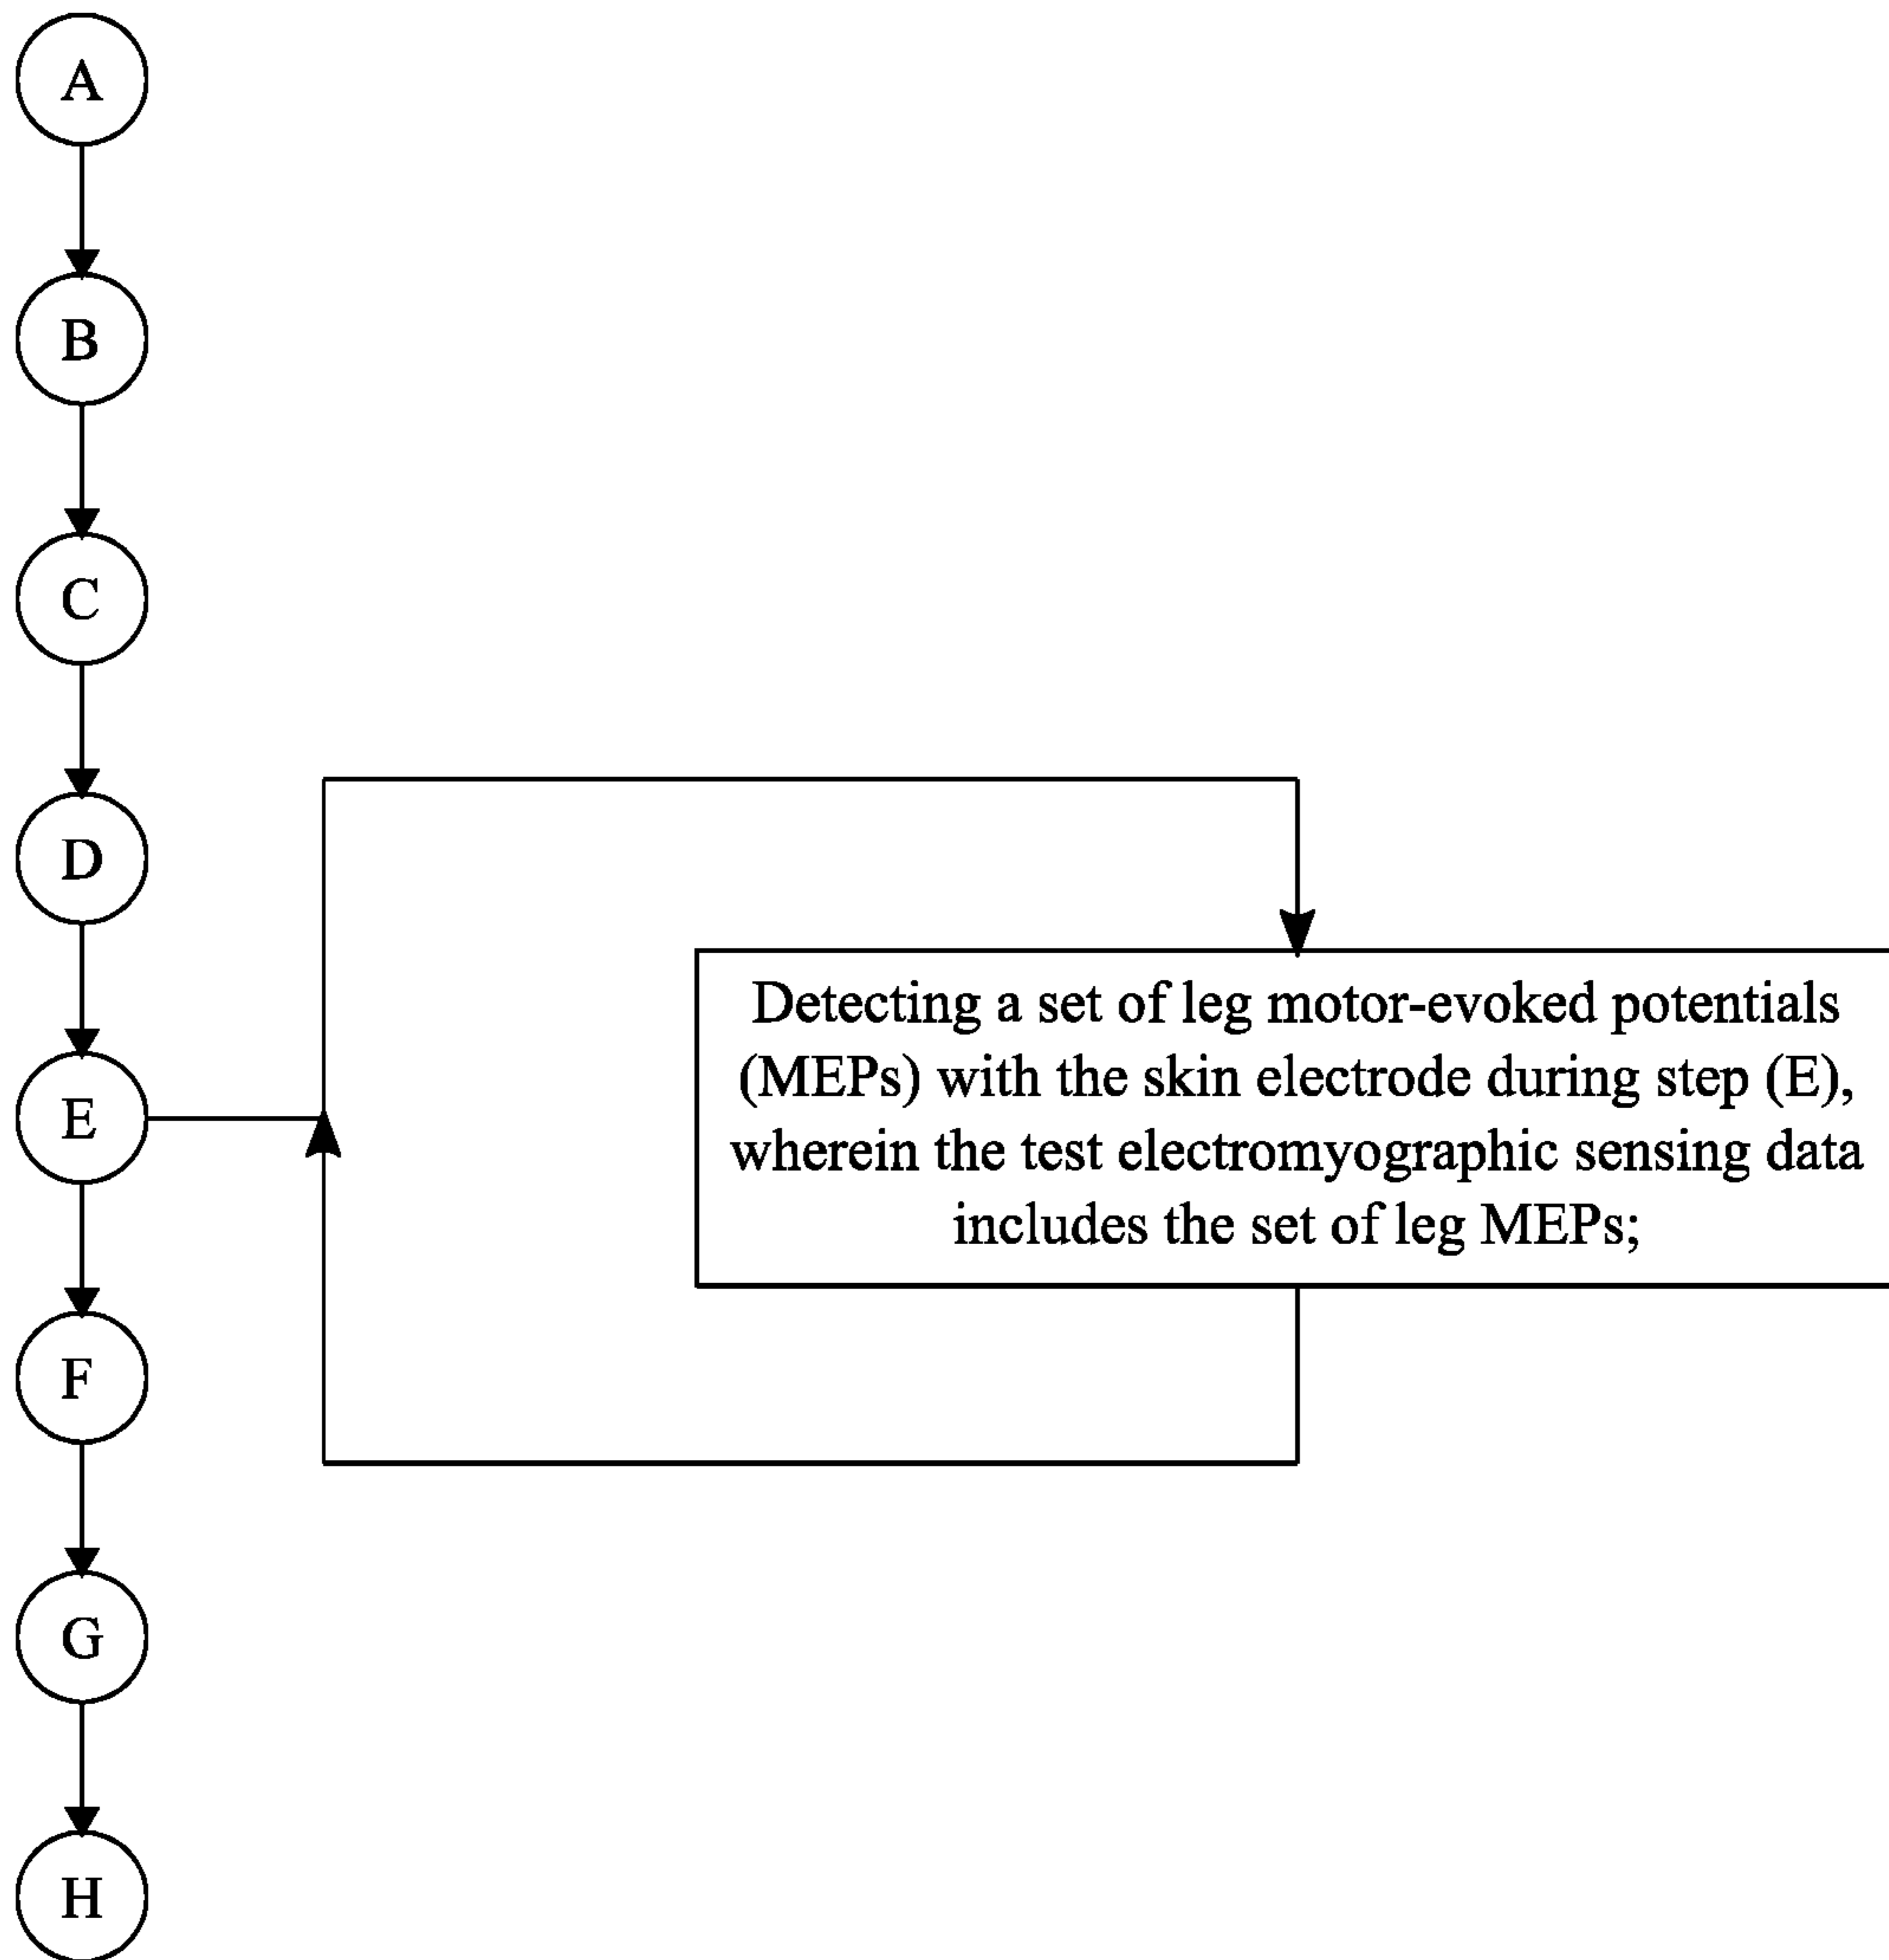 A
B
C
D
Detecting a set of leg motor-evoked potentials
(MEPs) with the skin electrode during step (E),
wherein the test electromyographic sensing data
includes the set of leg MEPs;
E
F
G
H